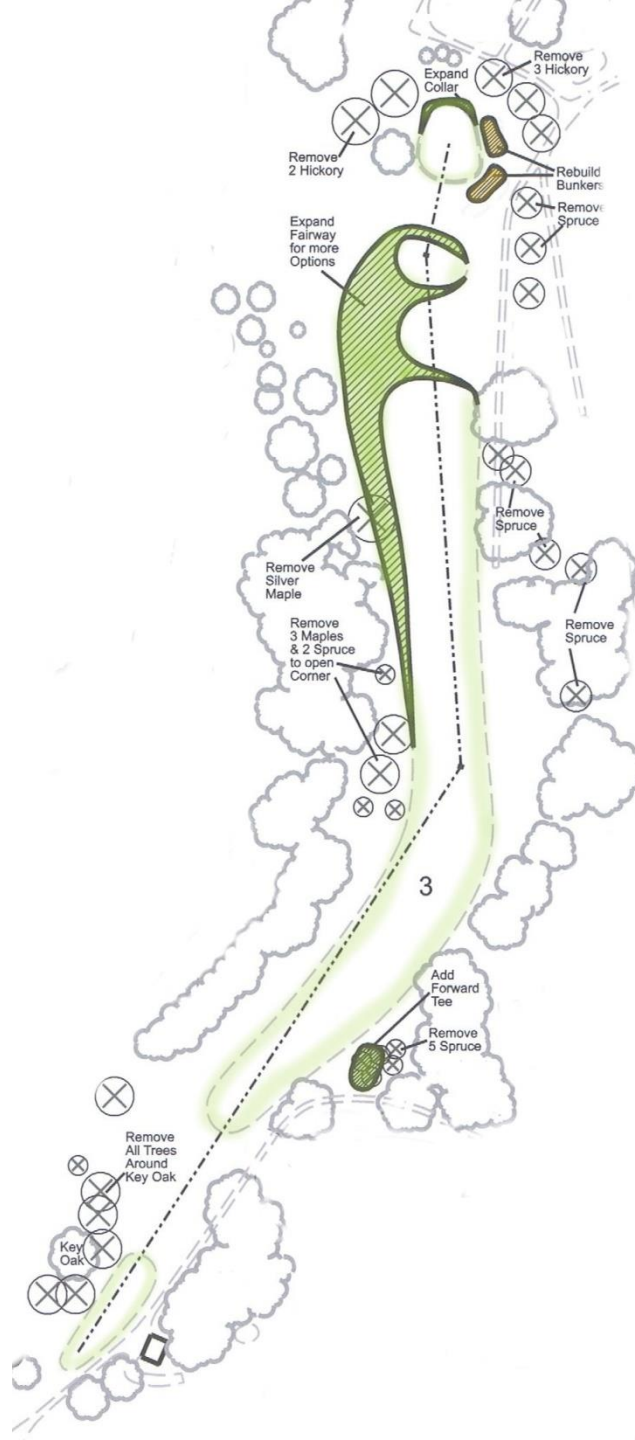 Remove
3 Hickory
Expand
Collar
Remove
2 Hickory
Rebuild
Bunkers
Remove
Spruce
Expand
Fairway
for more
Options
Remove
Spruce
Remove
Silver
Maple
Remove
3 Maples
& 2 Spruce
to open
Corner
Remove
Spruce
3
Add
Forward
Tee
Remove
5 Spruce
Remove
All Trees
Around
Key Oak
Key
Oak